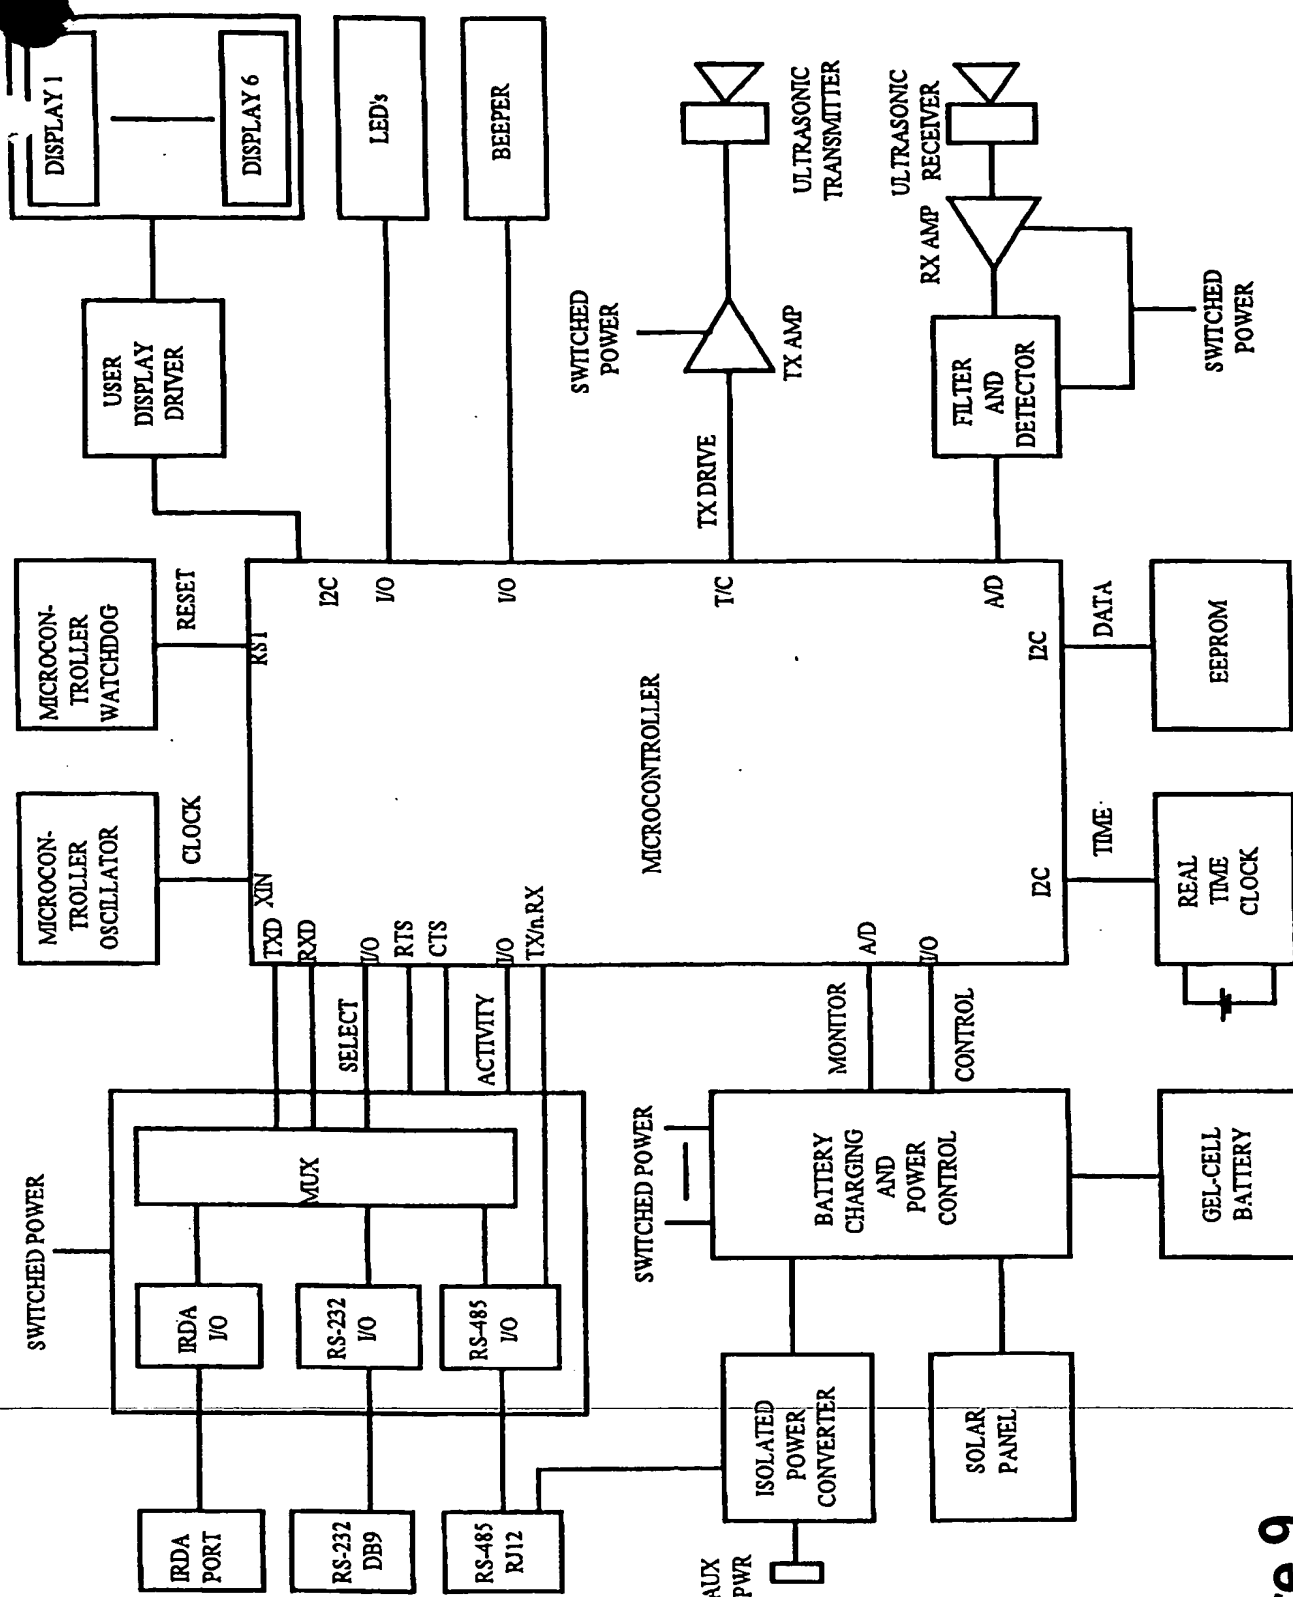 IRDA
PORT
RS-232
DB9
RS-485
RJ12
AUX
PWR
SWITCHED POWER
IRDA
I/O
RS-232
I/O
RS-485
I/O
MUX
ISOLATED
POWER
CONVERTER
SOLAR
PANEL
SWITCHED POWER
BATTERY
CHARGING
AND
POWER
CONTROL
GEL-CELL
BATTERY
SELECT
ACTIVITY
MONITOR
CONTROL
MICROCON-
TROLLER
OSCILLATOR
CLOCK
XIN
TXD
RXD
I/O
RTS
CTS
I/O
TX/nRX
A/D
I/O
MICROCONTROLLER
I2C
TIME
REAL
TIME
CLOCK
MICROCON-
TROLLER
WATCHDOG
RESET
RST
I2C
I/O
I/O
T/C
A/D
I2C
DATA
EEPROM
USER
DISPLAY
DRIVER
DISPLAY 1
DISPLAY 6
LED's
BEEPER
TX DRIVE
SWITCHED
POWER
TX AMP
ULTRASONIC
TRANSMITTER
FILTER
AND
DETECTOR
RX AMP
ULTRASONIC
RECEIVER
SWITCHED
POWER
9